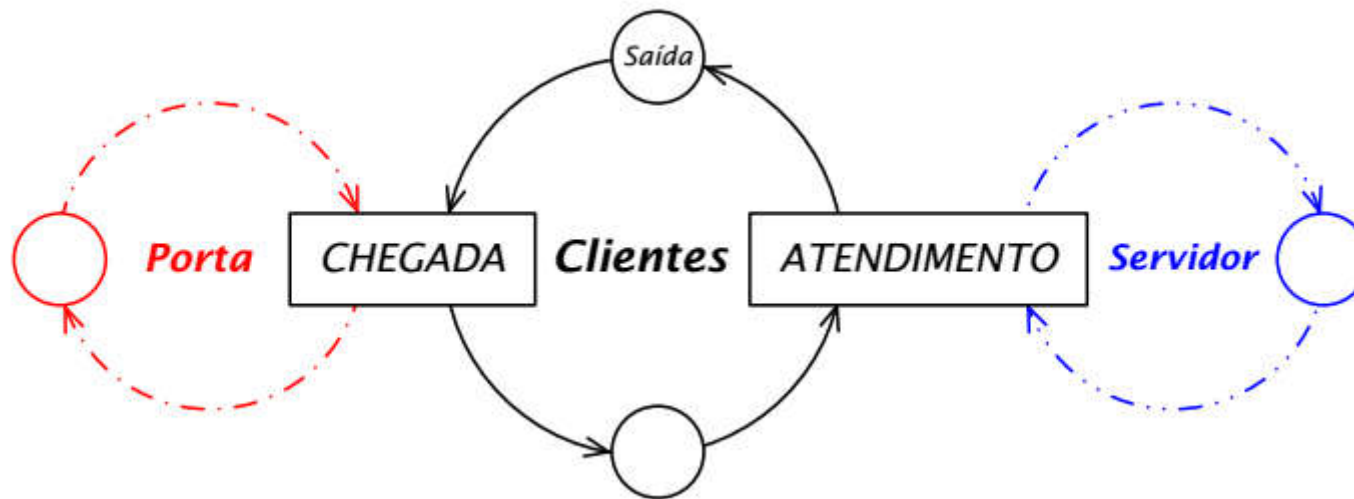 Saída
Porta
CHEGADA
Clientes
ATENDIMENTO
Servidor